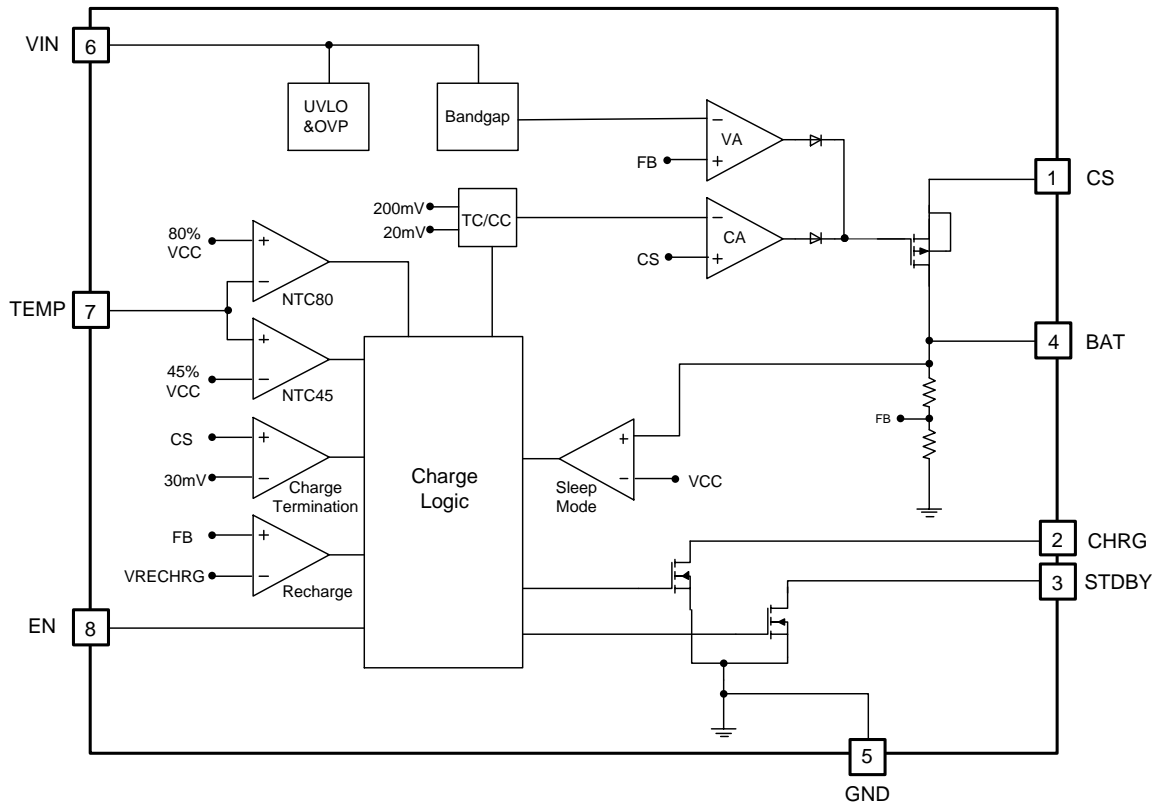 VIN
6
UVLO
&OVP
Bandgap
−
VA
+
FB
1
CS
200mV
20mV
TC/CC
−
CA
+
CS
80%
VCC
+
−
NTC80
TEMP
7
+
−
45%
VCC
NTC45
4
BAT
FB
CS
+
30mV
−
Charge
Termination
Charge
Logic
+
−
Sleep
Mode
VCC
FB
+
VRECHRG
−
Recharge
2
CHRG
3
STDBY
EN
8
5
GND